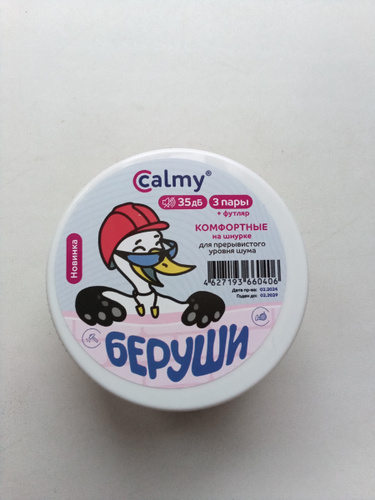 Calmy®
35дБ
3 пары
+ футляр
КОМФОРТНЫЕ
на шнурке
для прерывистого
уровня шума
Новинка
4 627193 660406
Дата пр-ва: 03.2024
Годен до: 03.2029
БЕРУШИ